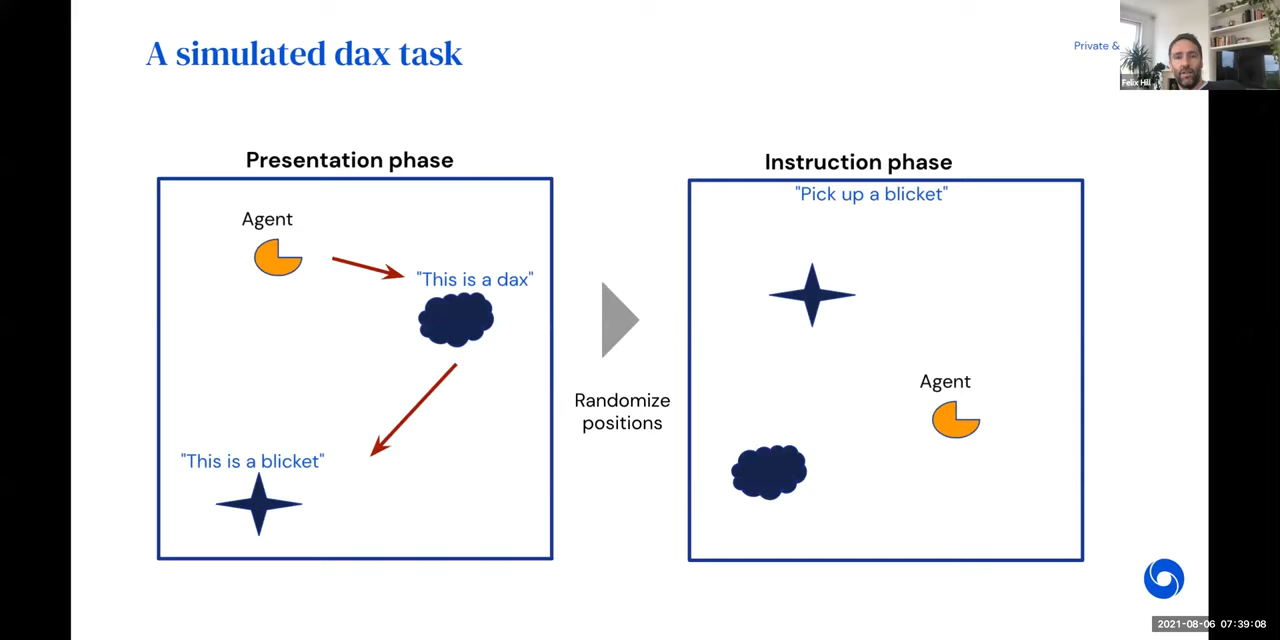 A simulated dax task
Private &
Felix Hill
Presentation phase
Agent
"This is a dax"
"This is a blicket"
Randomize
positions
Instruction phase
"Pick up a blicket"
Agent
2021-08-06 07:39:08